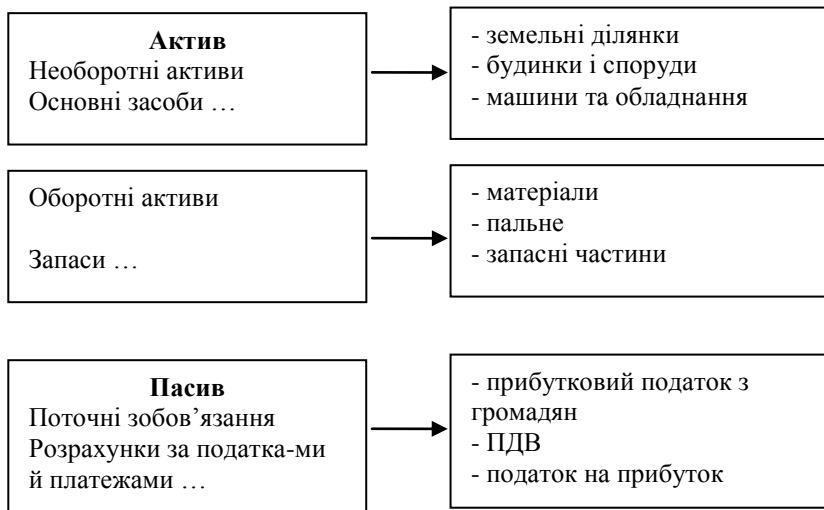 Актив
Необоротні активи
Основні засоби …
- земельні ділянки
- будинки і споруди
- машини та обладнання
Оборотні активи
Запаси …
- матеріали
- пальне
- запасні частини
Пасив
Поточні зобов’язання
Розрахунки за податка-ми
й платежами …
- прибутковий податок з
громадян
- ПДВ
- податок на прибуток